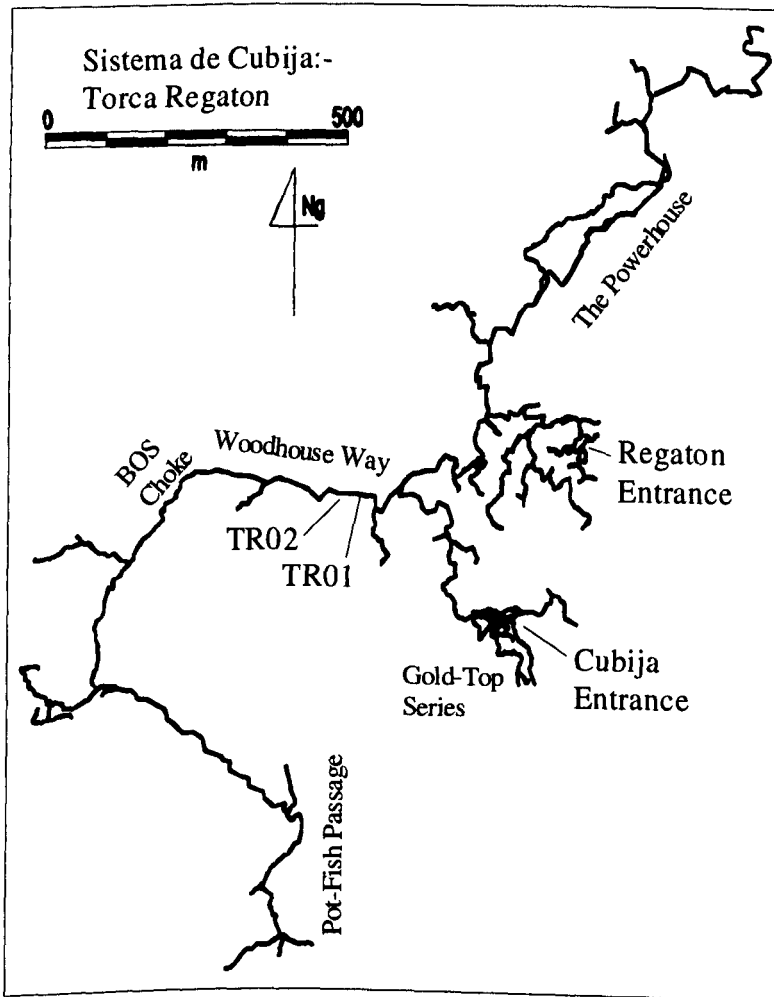 Sistema de Cubija:-
Torca Regaton
0 500
m
Ng
The Powerhouse
Regaton
Entrance
Woodhouse Way
BOS
Choke
TR02
TR01
Cubija
Entrance
Gold-Top
Series
Pot-Fish Passage